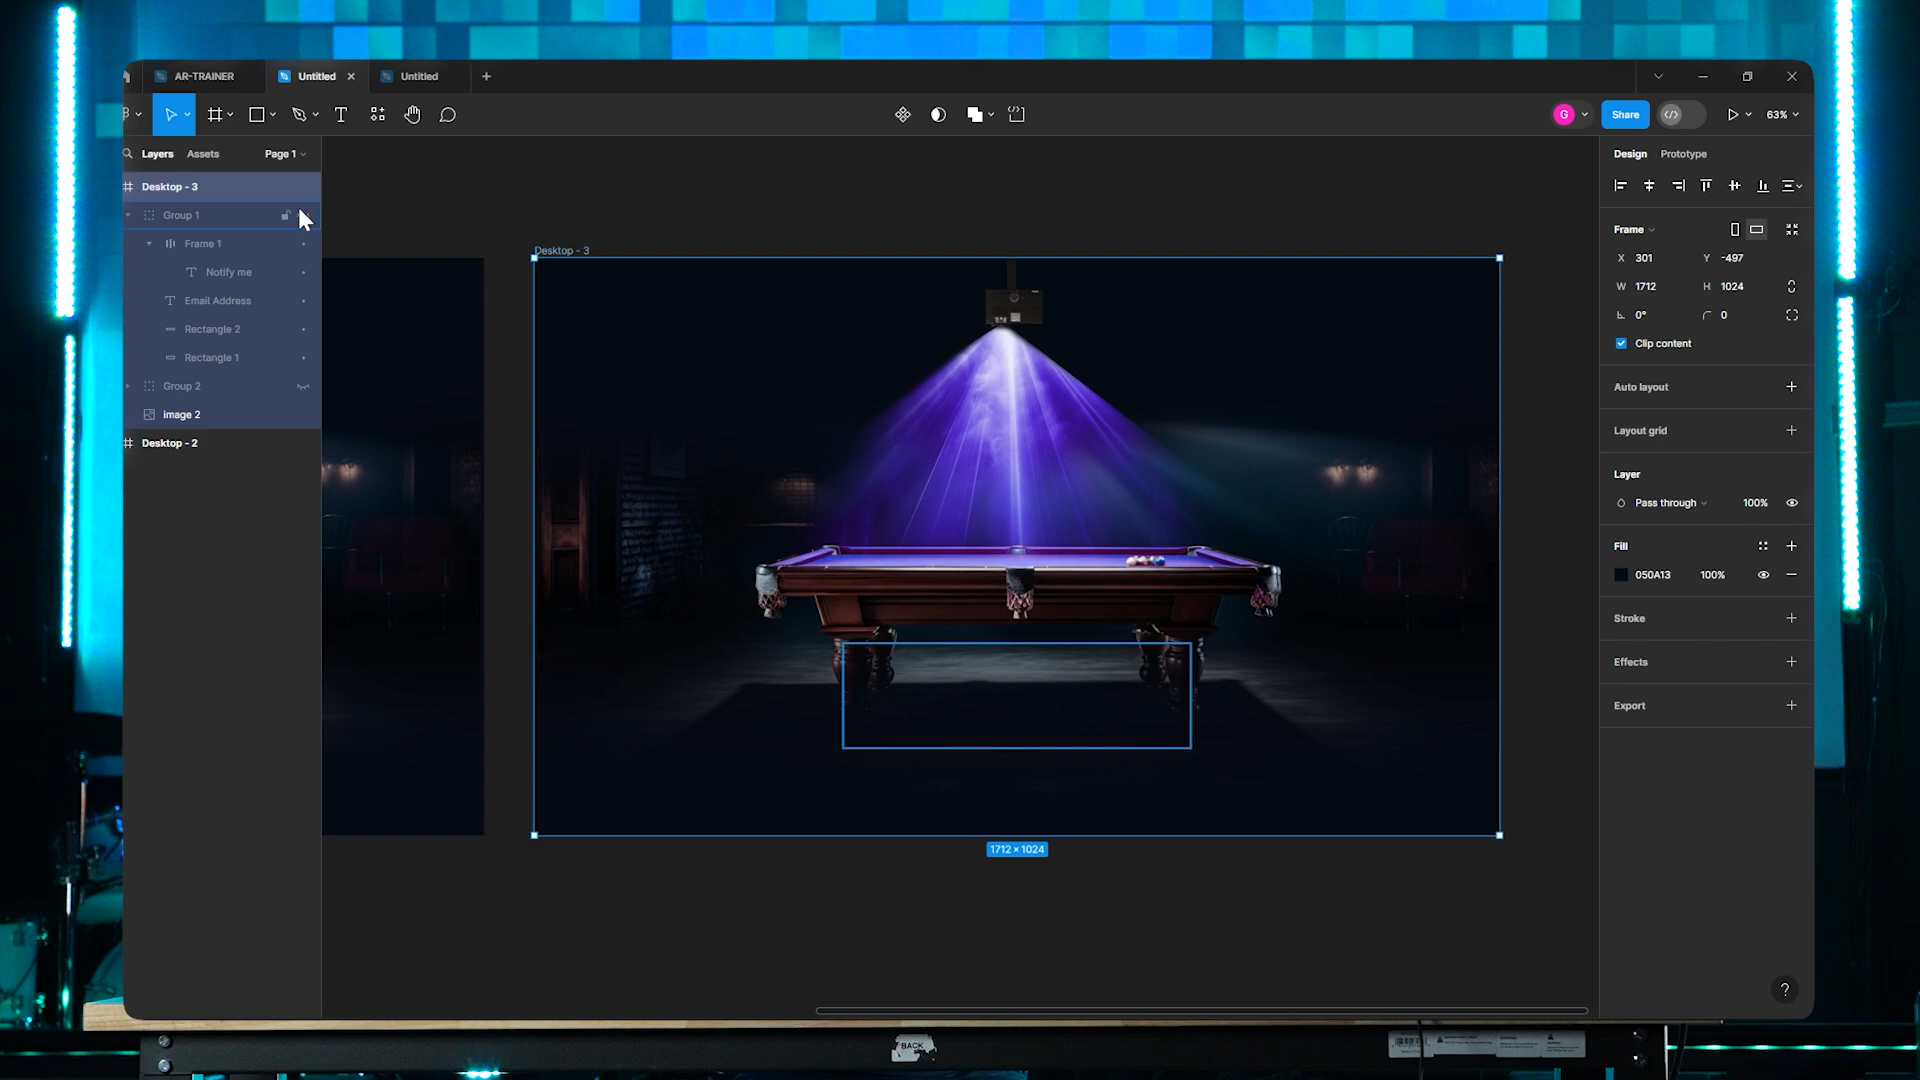 AR-TRAINER
Untitled
Untitled
G
Share
63%
Layers
Assets
Page 1
Design
Prototype
Desktop - 3
Group 1
Frame 1
Notify me
Email Address
Rectangle 2
Rectangle 1
Group 2
image 2
Desktop - 2
Desktop - 3
1712 × 1024
Frame
X 301
Y -497
W 1712
H 1024
0°
0
Clip content
Auto layout
Layout grid
Layer
Pass through
100%
Fill
050A13
100%
Stroke
Effects
Export
?
BACK